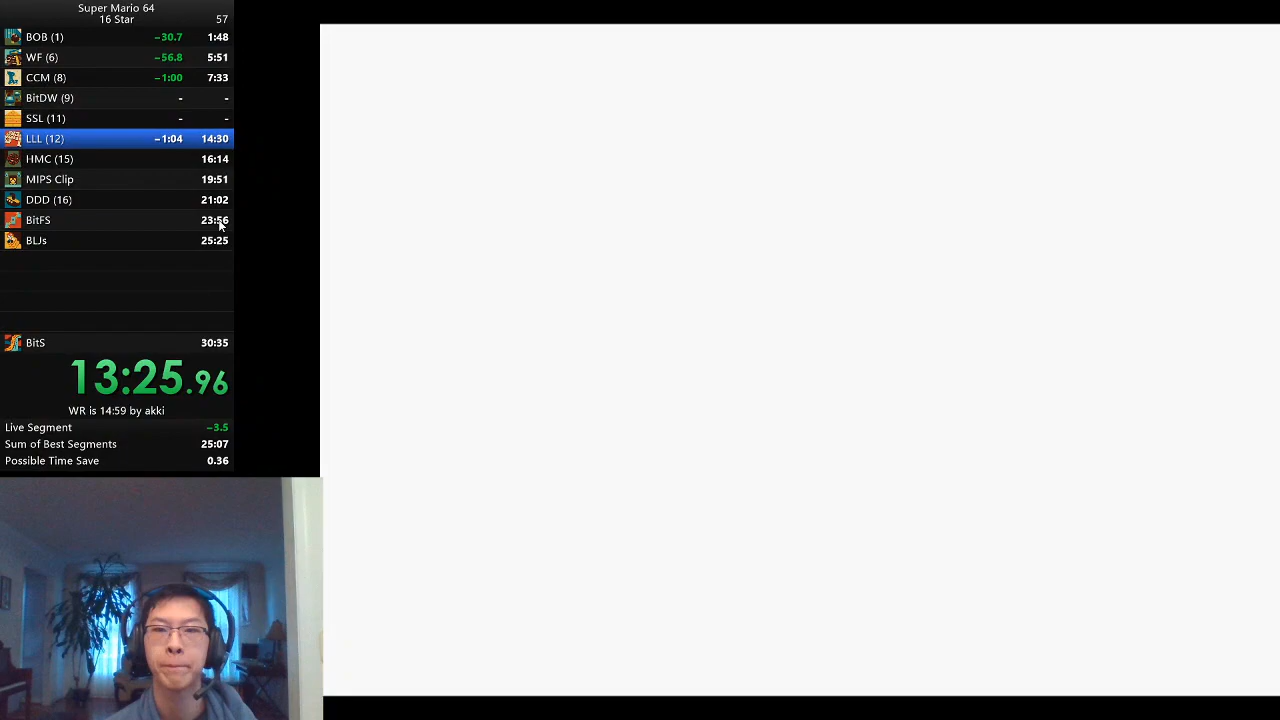 Super Mario 64
16 Star 57
BOB (1) −30.7 1:48
WF (6) −56.8 5:51
CCM (8) −1:00 7:33
BitDW (9) - -
SSL (11) - -
LLL (12) −1:04 14:30
HMC (15) 16:14
MIPS Clip 19:51
DDD (16) 21:02
BitFS 23:56
BLJs 25:25
BitS 30:35
13:25.96
WR is 14:59 by akki
Live Segment −3.5
Sum of Best Segments 25:07
Possible Time Save 0.36